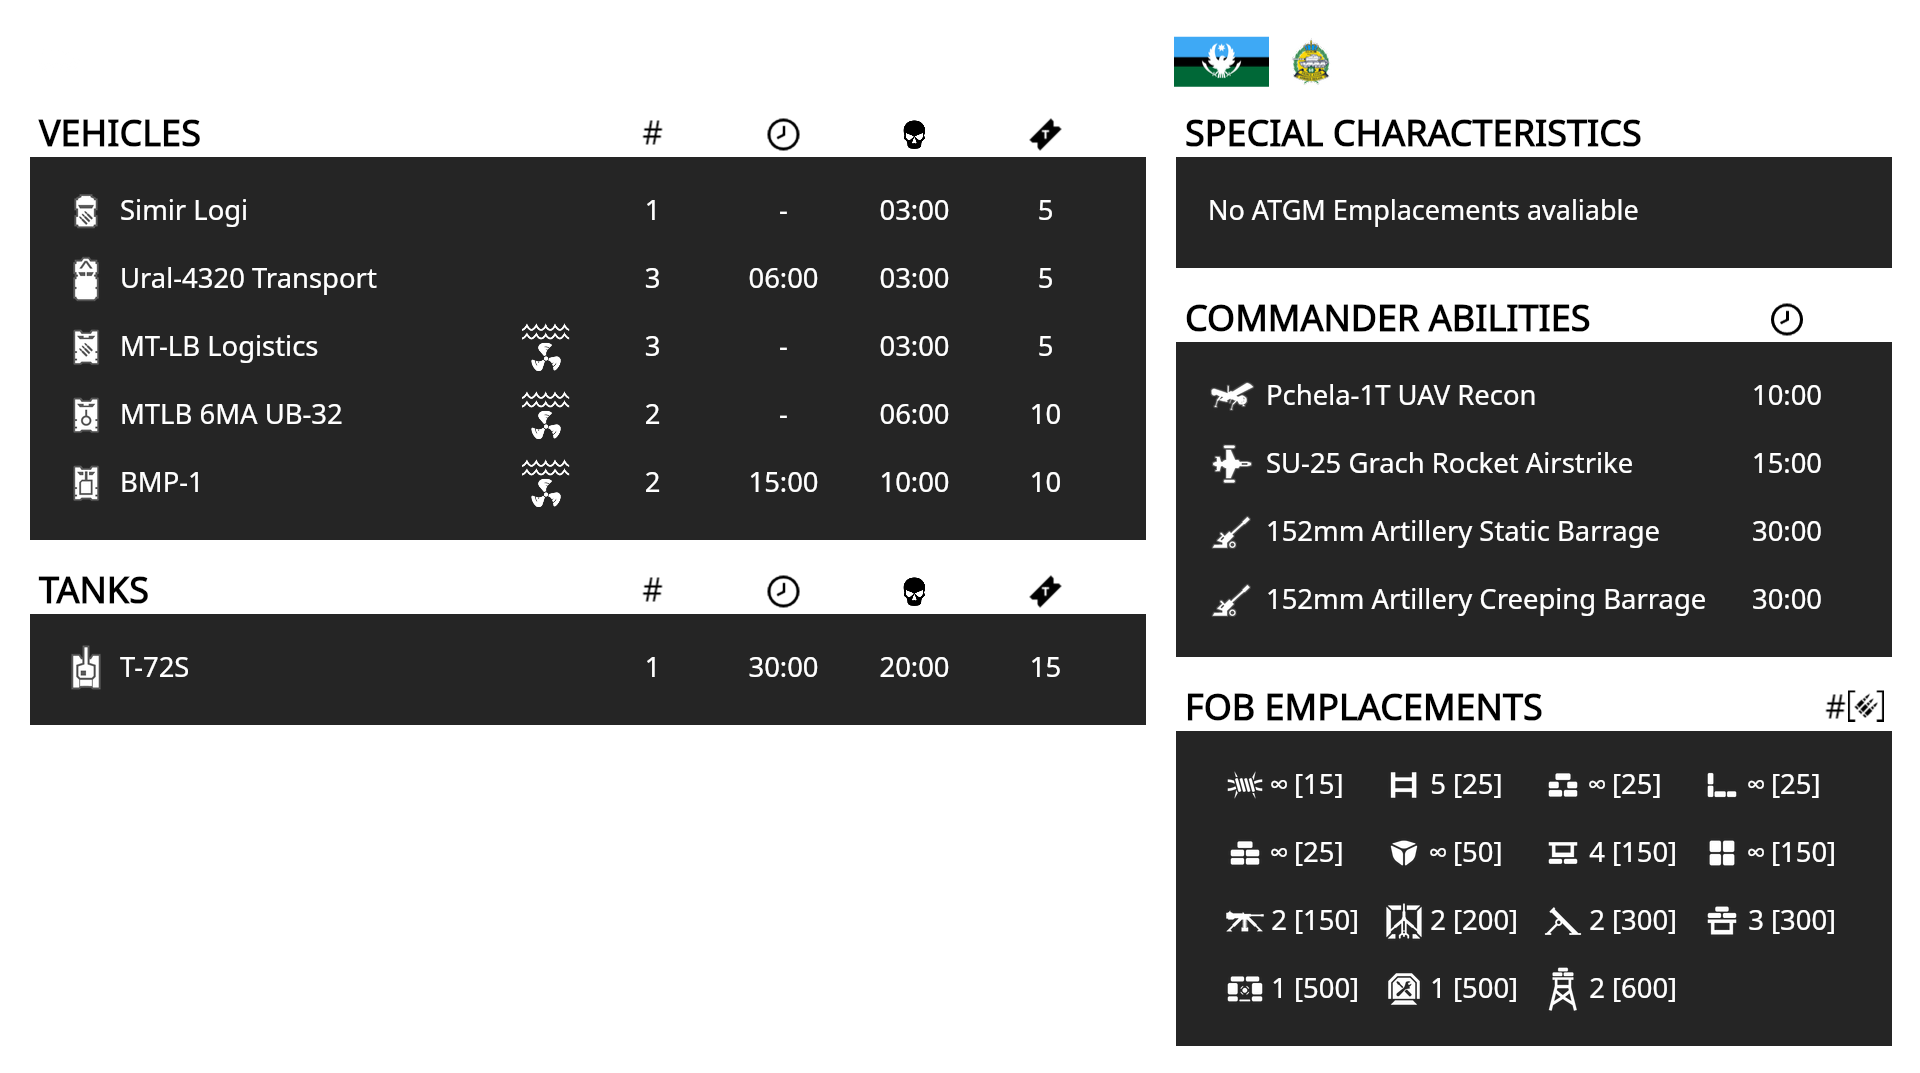 VEHICLES #
Simir Logi 1 - 03:00 5
Ural-4320 Transport 3 06:00 03:00 5
MT-LB Logistics 3 - 03:00 5
MTLB 6MA UB-32 2 - 06:00 10
BMP-1 2 15:00 10:00 10
TANKS #
T-72S 1 30:00 20:00 15
SPECIAL CHARACTERISTICS
No ATGM Emplacements avaliable
COMMANDER ABILITIES
Pchela-1T UAV Recon 10:00
SU-25 Grach Rocket Airstrike 15:00
152mm Artillery Static Barrage 30:00
152mm Artillery Creeping Barrage 30:00
FOB EMPLACEMENTS #[]
∞ [15] 5 [25] ∞ [25] ∞ [25]
∞ [25] ∞ [50] 4 [150] ∞ [150]
2 [150] 2 [200] 2 [300] 3 [300]
1 [500] 1 [500] 2 [600]